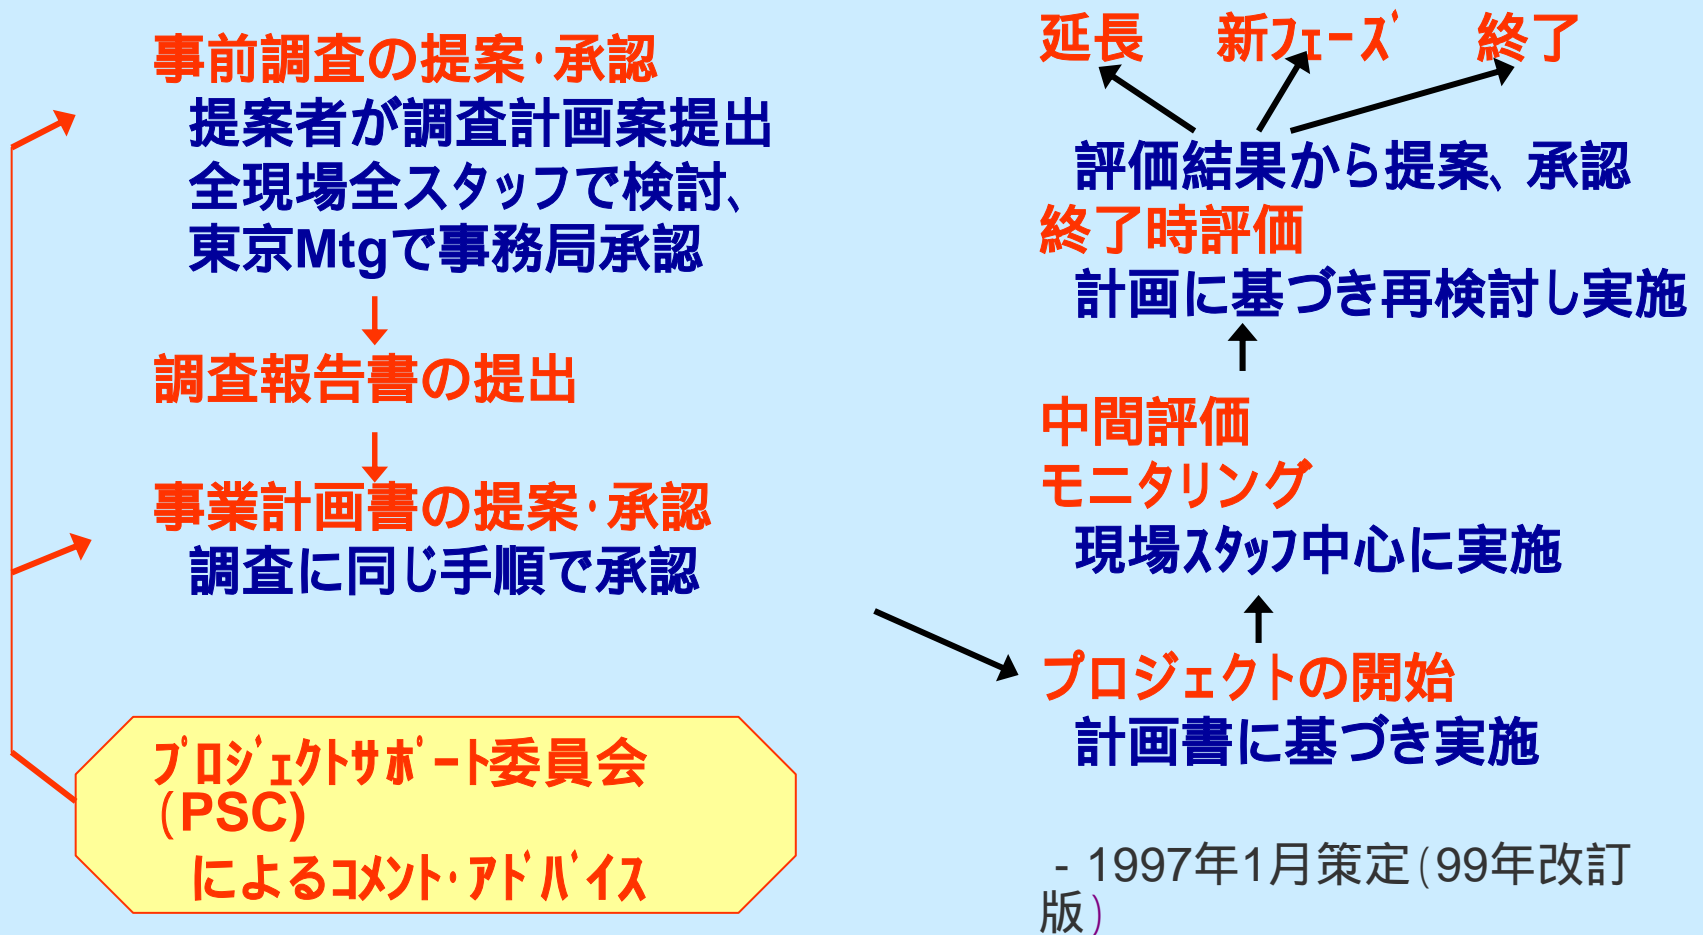 事前調査の提案・承認
提案者が調査計画案提出
全現場全スタッフで検討、
東京Mtgで事務局承認
調査報告書の提出
事業計画書の提案・承認
調査に同じ手順で承認
ﾌﾟﾛｼﾞｪｸﾄｻﾎﾟｰﾄ委員会
(PSC)
によるｺﾒﾝﾄ・ｱﾄﾞﾊﾞｲｽ
延長 新ﾌｪｰｽﾞ 終了
評価結果から提案、承認
終了時評価
計画に基づき再検討し実施
中間評価
モニタリング
現場ｽﾀｯﾌ中心に実施
プロジェクトの開始
計画書に基づき実施
- 1997年1月策定(99年改訂
版)